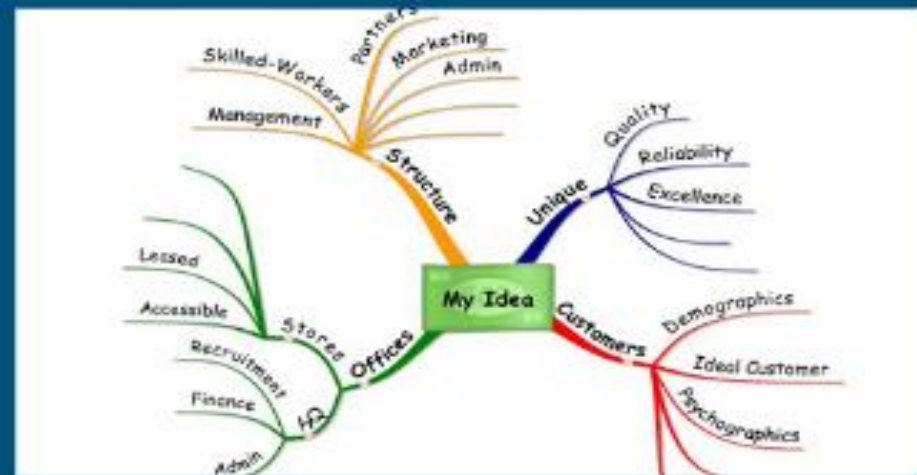 Partners
Marketing
Admin
Skilled-Workers
Management
Structure
Quality
Reliability
Excellence
Unique
My Idea
Customers
Demographics
Ideal Customer
Psychographics
Offices
Stores
Leased
Accessible
HQ
Recruitment
Finance
Admin